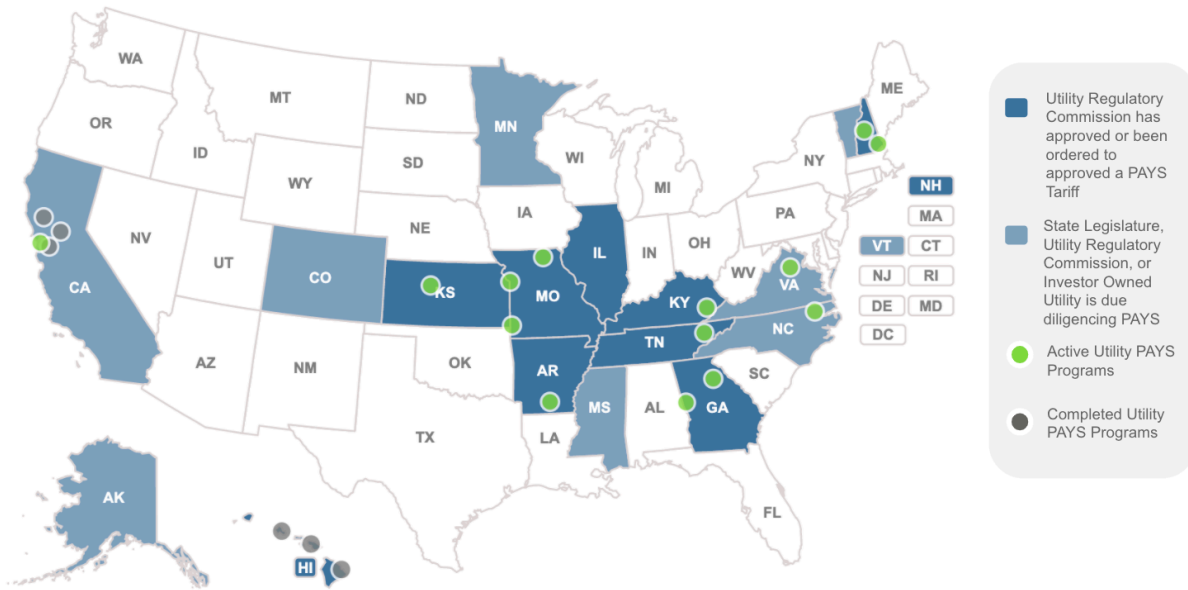 WA
MT
ND
MN
ME
OR
ID
SD
WI
NY
WY
MI
NH
IA
PA
MA
NV
NE
OH
IN
IL
VT
CT
UT
CO
WV
NJ
RI
CA
KS
MO
KY
VA
DE
MD
NC
DC
TN
AZ
NM
OK
AR
SC
MS
AL
GA
TX
LA
AK
FL
HI
Utility Regulatory
Commission has
approved or been
ordered to
approved a PAYS
Tariff
State Legislature,
Utility Regulatory
Commission, or
Investor Owned
Utility is due
diligencing PAYS
Active Utility PAYS
Programs
Completed Utility
PAYS Programs